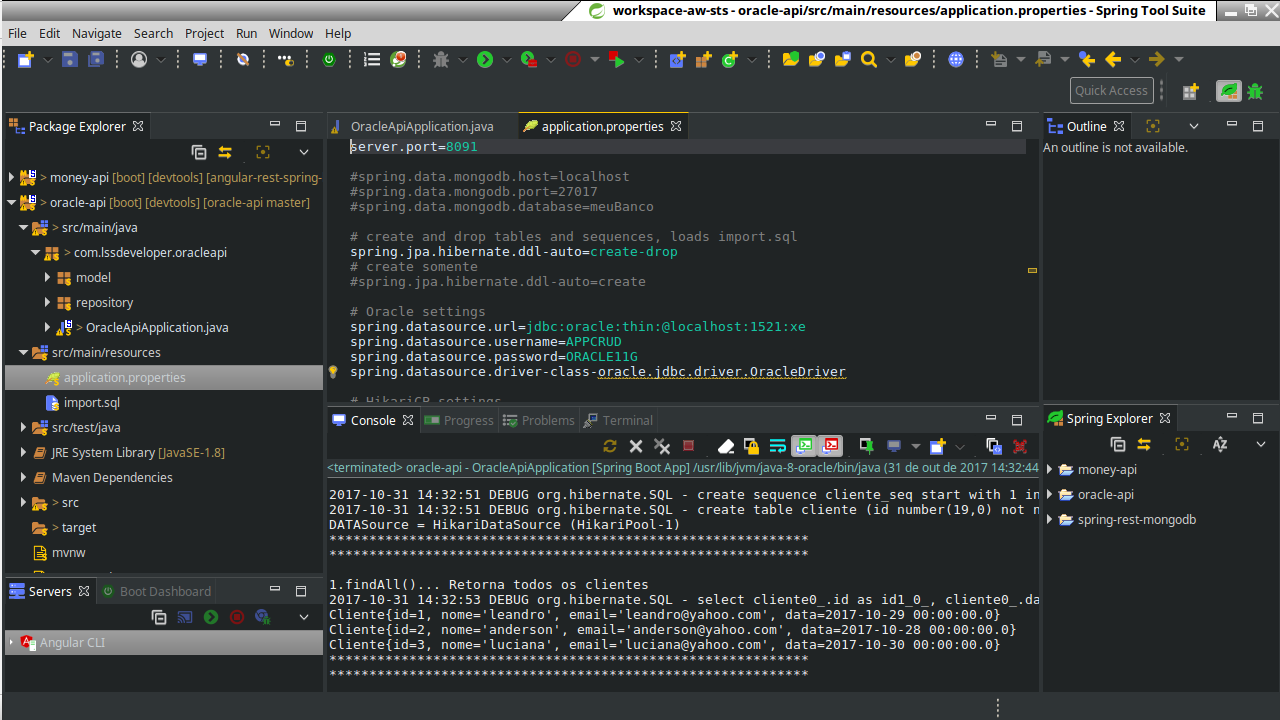 workspace-aw-sts - oracle-api/src/main/resources/application.properties - Spring Tool Suite
File Edit Navigate Search Project Run Window Help
Quick Access
Package Explorer
> money-api [boot] [devtools] [angular-rest-spring-
> oracle-api [boot] [devtools] [oracle-api master]
> src/main/java
> com.lssdeveloper.oracleapi
model
repository
> OracleApiApplication.java
src/main/resources
application.properties
import.sql
src/test/java
JRE System Library [JavaSE-1.8]
Maven Dependencies
> src
> target
mvnw
Servers
Boot Dashboard
Angular CLI
OracleApiApplication.java
application.properties
server.port=8091
#spring.data.mongodb.host=localhost
#spring.data.mongodb.port=27017
#spring.data.mongodb.database=meuBanco
# create and drop tables and sequences, loads import.sql
spring.jpa.hibernate.ddl-auto=create-drop
# create somente
#spring.jpa.hibernate.ddl-auto=create
# Oracle settings
spring.datasource.url=jdbc:oracle:thin:@localhost:1521:xe
spring.datasource.username=APPCRUD
spring.datasource.password=ORACLE11G
spring.datasource.driver-class-oracle.jdbc.driver.OracleDriver
# HikariCP settings
Console
Progress
Problems
Terminal
<terminated> oracle-api - OracleApiApplication [Spring Boot App] /usr/lib/jvm/java-8-oracle/bin/java (31 de out de 2017 14:32:44
2017-10-31 14:32:51 DEBUG org.hibernate.SQL - create sequence cliente_seq start with 1 in
2017-10-31 14:32:51 DEBUG org.hibernate.SQL - create table cliente (id number(19,0) not n
DATASource = HikariDataSource (HikariPool-1)
************************************************************
************************************************************
1.findAll()... Retorna todos os clientes
2017-10-31 14:32:53 DEBUG org.hibernate.SQL - select cliente0_.id as id1_0_, cliente0_.da
Cliente{id=1, nome='leandro', email='leandro@yahoo.com', data=2017-10-29 00:00:00.0}
Cliente{id=2, nome='anderson', email='anderson@yahoo.com', data=2017-10-28 00:00:00.0}
Cliente{id=3, nome='luciana', email='luciana@yahoo.com', data=2017-10-30 00:00:00.0}
************************************************************
************************************************************
Outline
An outline is not available.
Spring Explorer
money-api
oracle-api
spring-rest-mongodb